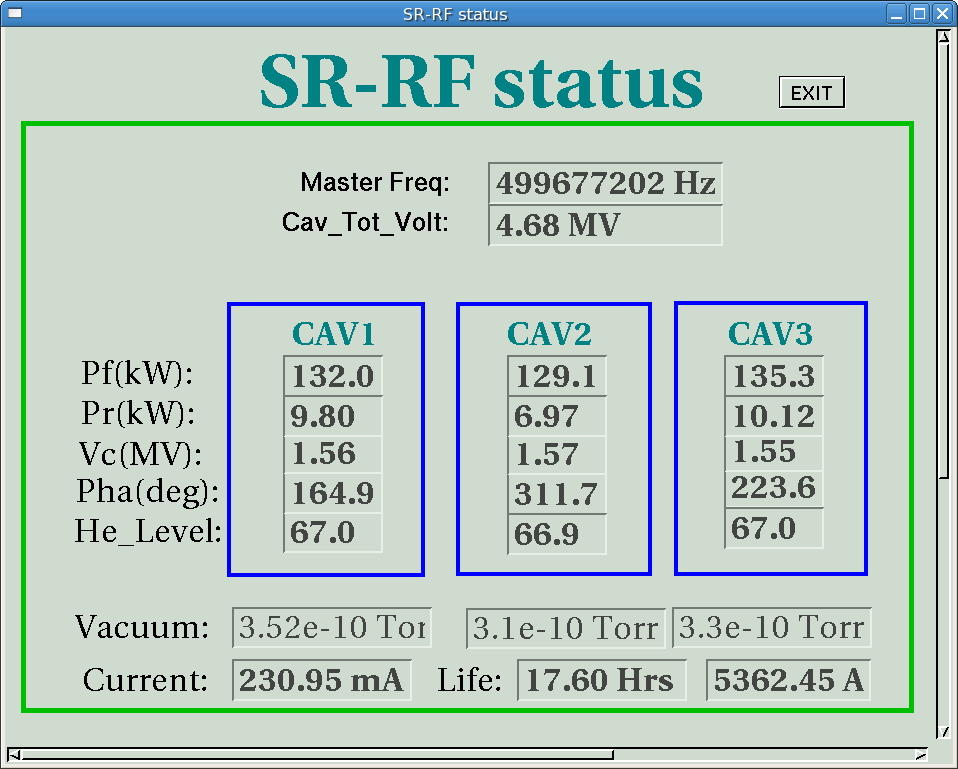 SR-RF status
SR-RF status
EXIT
Master Freq: 499677202 Hz
Cav_Tot_Volt: 4.68 MV
CAV1 CAV2 CAV3
Pf(kW): 132.0 129.1 135.3
Pr(kW): 9.80 6.97 10.12
Vc(MV): 1.56 1.57 1.55
Pha(deg): 164.9 311.7 223.6
He_Level: 67.0 66.9 67.0
Vacuum: 3.52e-10 Tor 3.1e-10 Torr 3.3e-10 Torr
Current: 230.95 mA Life: 17.60 Hrs 5362.45 A